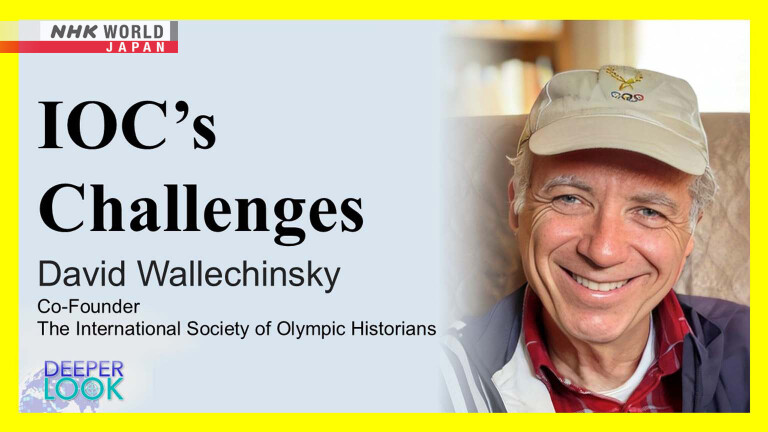 NHK WORLD
JAPAN
IOC's
Challenges
David Wallechinsky
Co-Founder
The International Society of Olympic Historians
DEEPER
LOOK